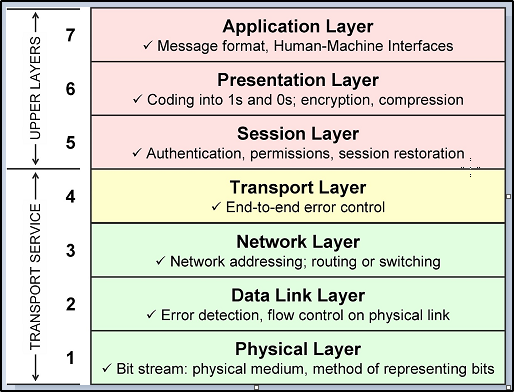 UPPER LAYERS
7
Application Layer
✓ Message format, Human-Machine Interfaces
6
Presentation Layer
✓ Coding into 1s and 0s; encryption, compression
5
Session Layer
✓ Authentication, permissions, session restoration
TRANSPORT SERVICE
4
Transport Layer
✓ End-to-end error control
3
Network Layer
✓ Network addressing; routing or switching
2
Data Link Layer
✓ Error detection, flow control on physical link
1
Physical Layer
✓ Bit stream: physical medium, method of representing bits